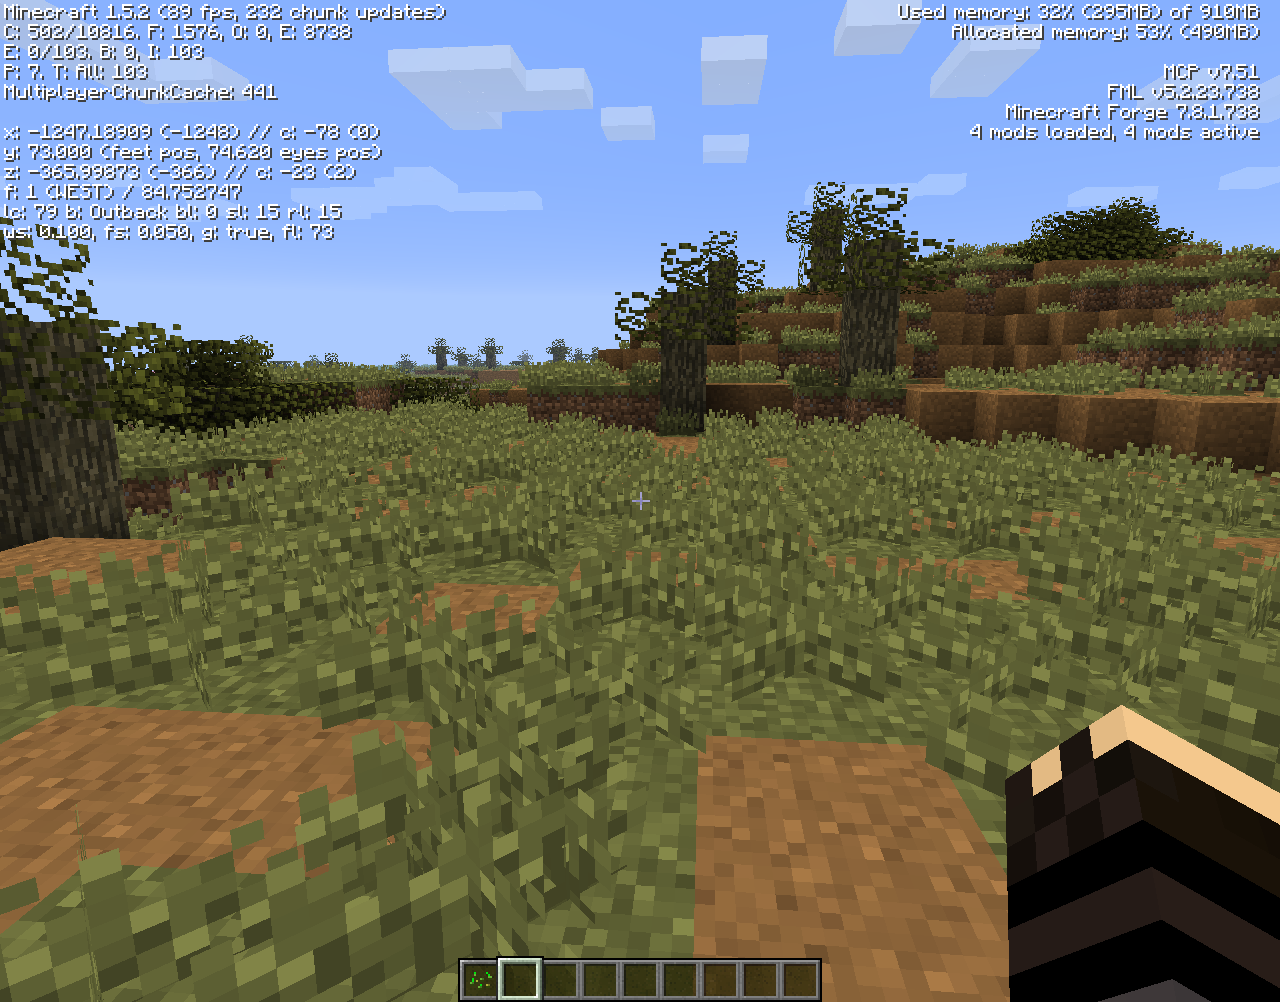 Minecraft 1.5.2 (89 fps, 232 chunk updates)
C: 502/10816. F: 1576, O: 0, E: 8738
E: 0/103. B: 0, I: 103
P: 7. T: All: 103
MultiplayerChunkCache: 441
x: -1247.18909 (-1248) // c: -78 (0)
y: 73.000 (feet pos, 74.620 eyes pos)
z: -365.99873 (-366) // c: -23 (2)
f: 1 (WEST) / 84.752747
lc: 79 b: Outback bl: 0 sl: 15 rl: 15
ws: 0.100, fs: 0.050, g: true, fl: 73
Used memory: 32% (295MB) of 910MB
Allocated memory: 53% (490MB)
MCP v7.51
FML v5.2.23.738
Minecraft Forge 7.8.1.738
4 mods loaded, 4 mods active